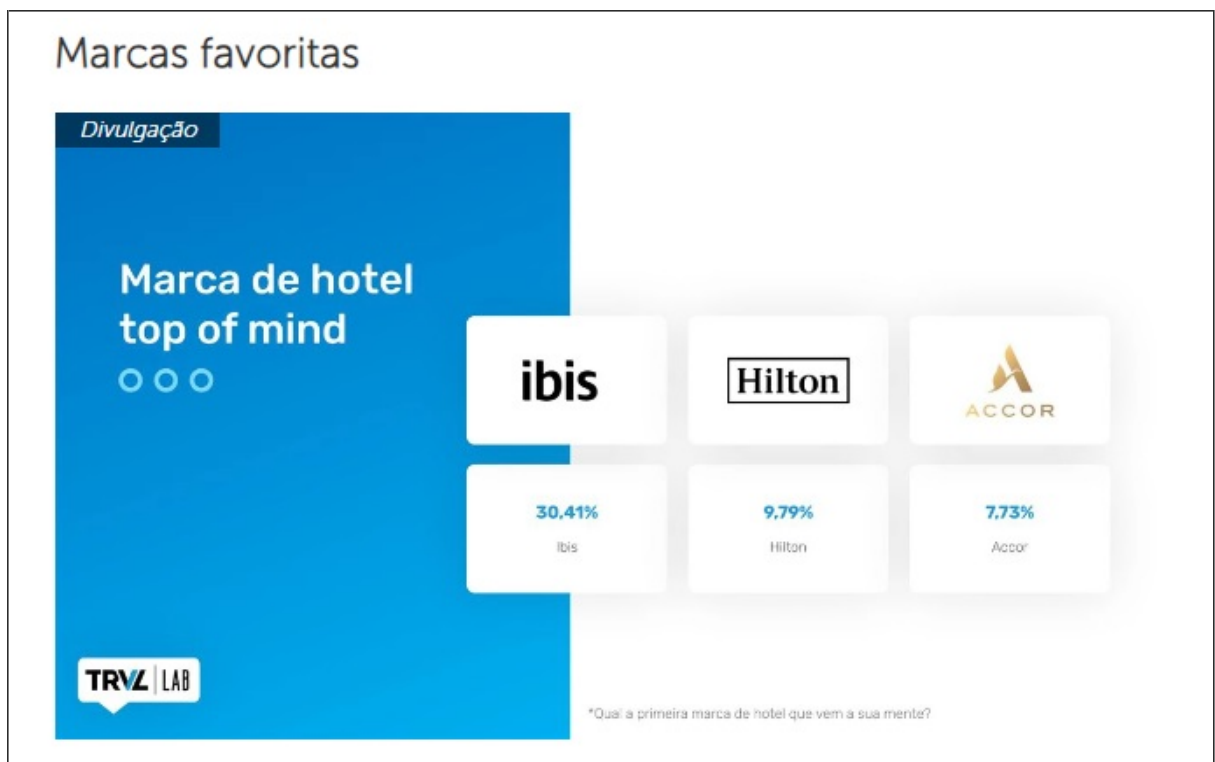 Marcas favoritas
Divulgação
Marca de hotel
top of mind
ibis
Hilton
ACCOR
30,41%
9,79%
7,73%
Ibis
Hilton
Accor
TRVL LAB
*Qual a primeira marca de hotel que vem a sua mente?